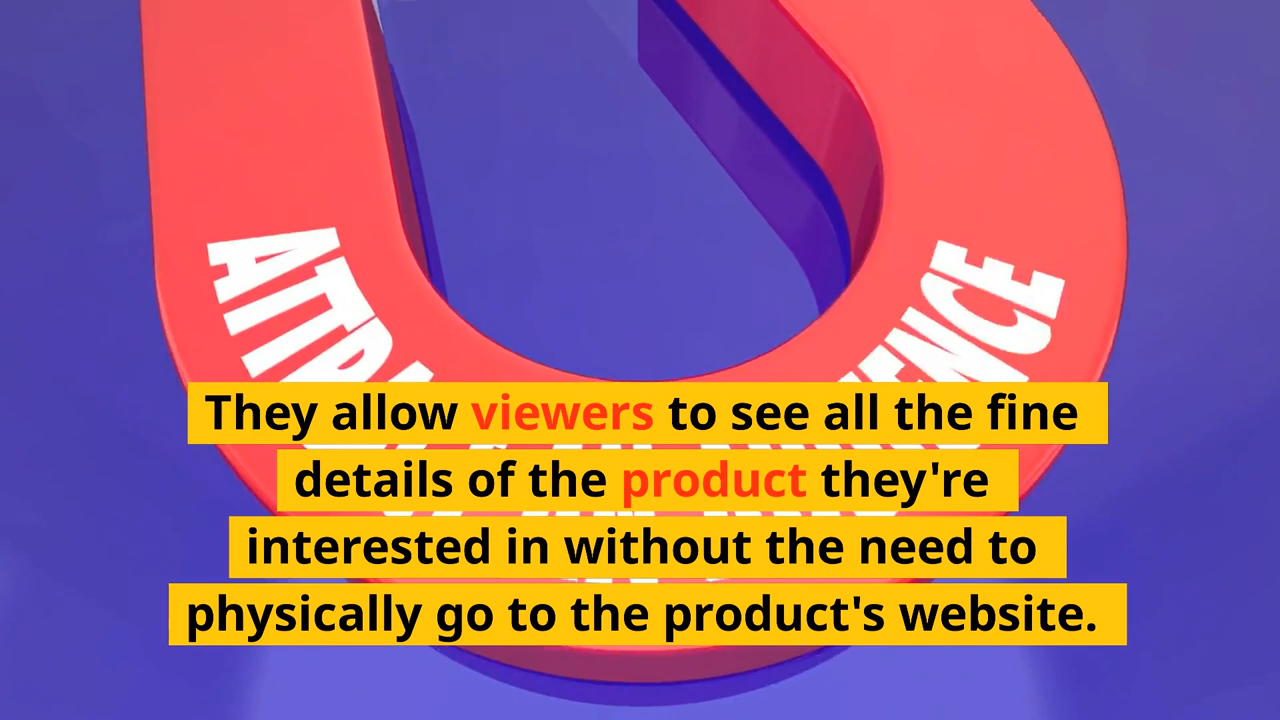 They allow viewers to see all the fine
details of the product they're
interested in without the need to
physically go to the product's website.